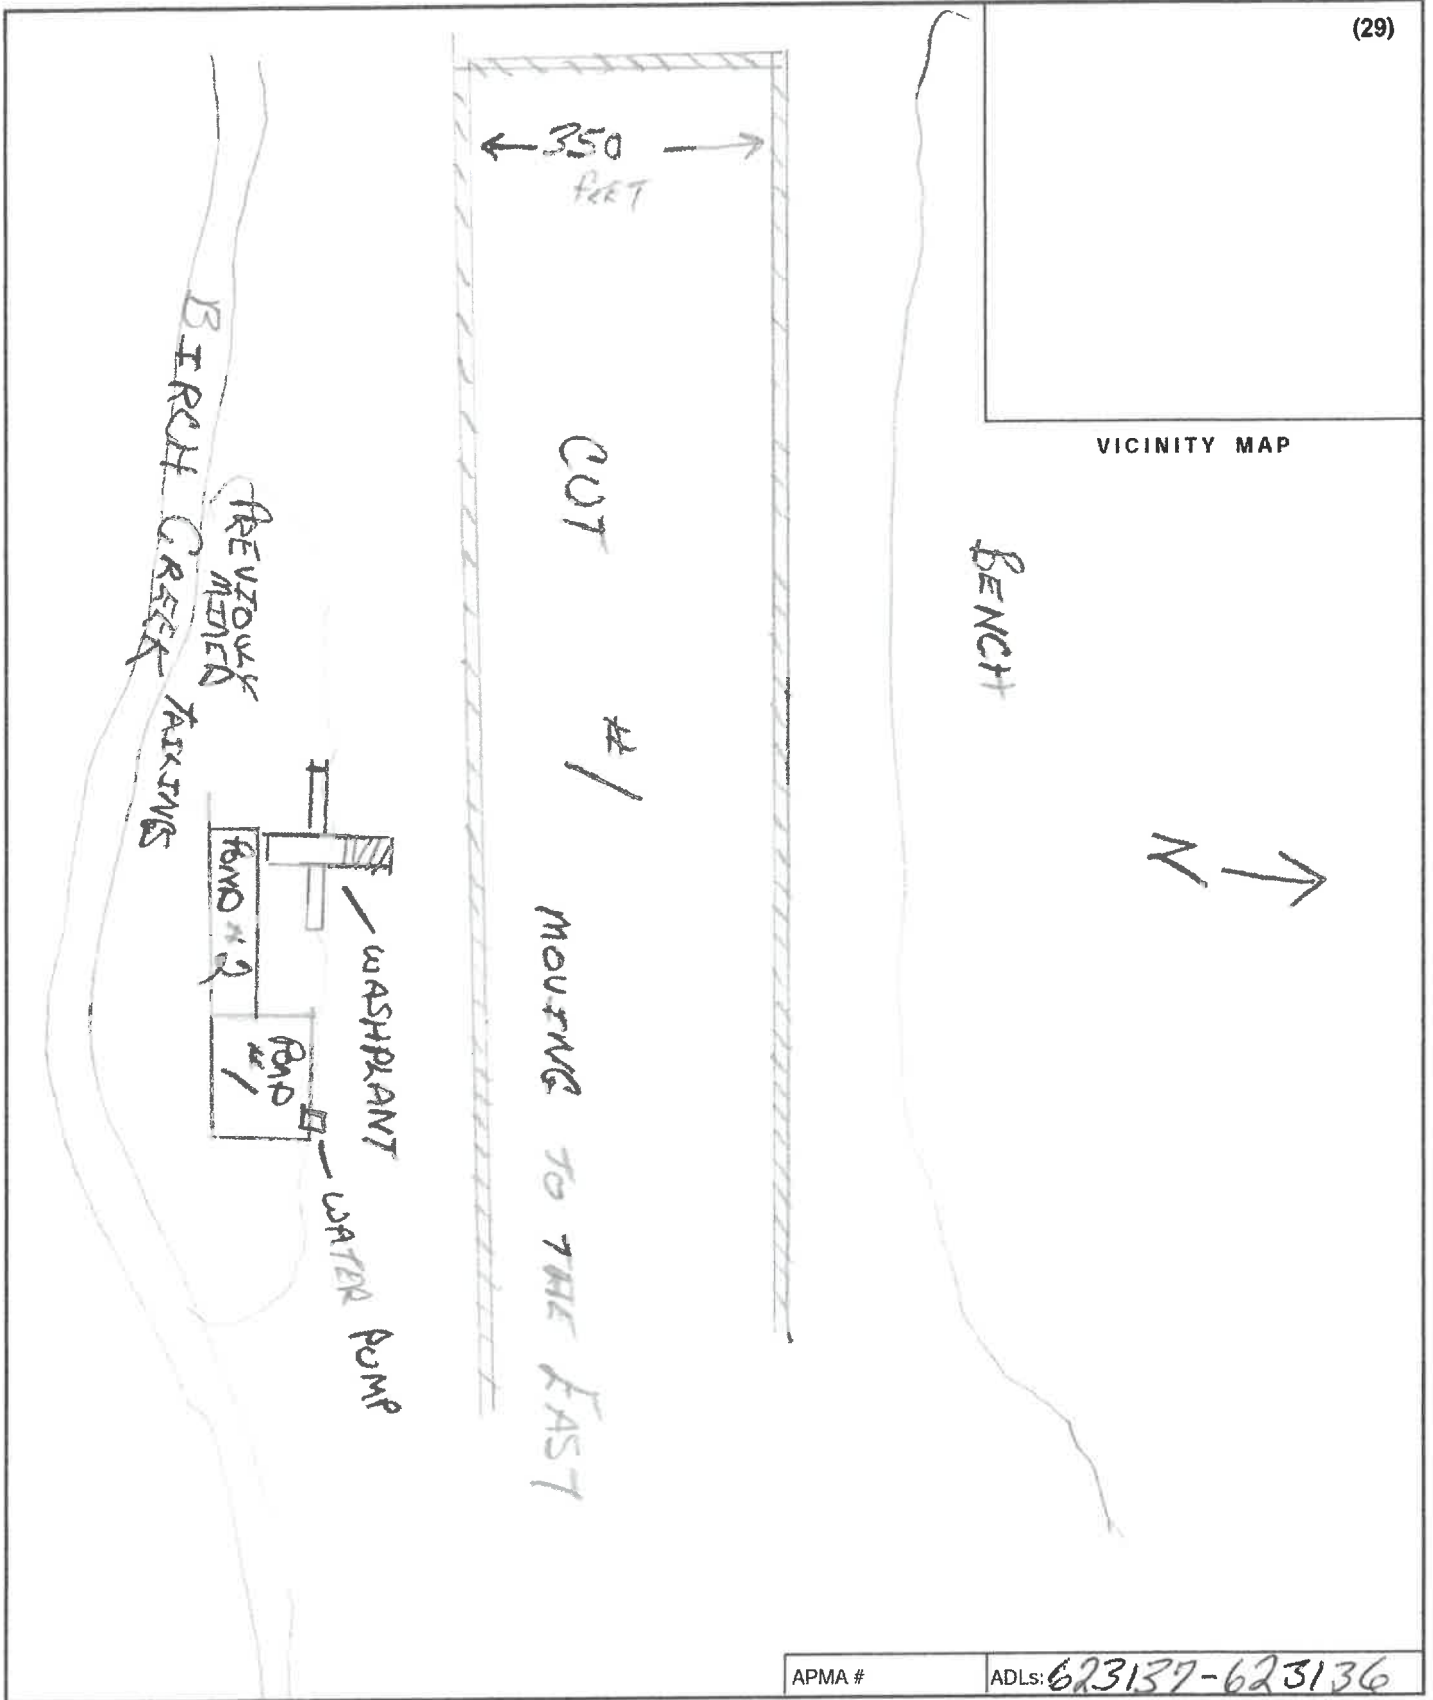 (29)
VICINITY MAP
← 350 →
FEET
BIRCH CREEK
PREVIOUS
MINED
TAILINGS
CUT #1
MOVING TO THE EAST
BENCH
N
POND #2
POND
#1
WASHPLANT
WATER PUMP
APMA #
ADLs: 623137-623136